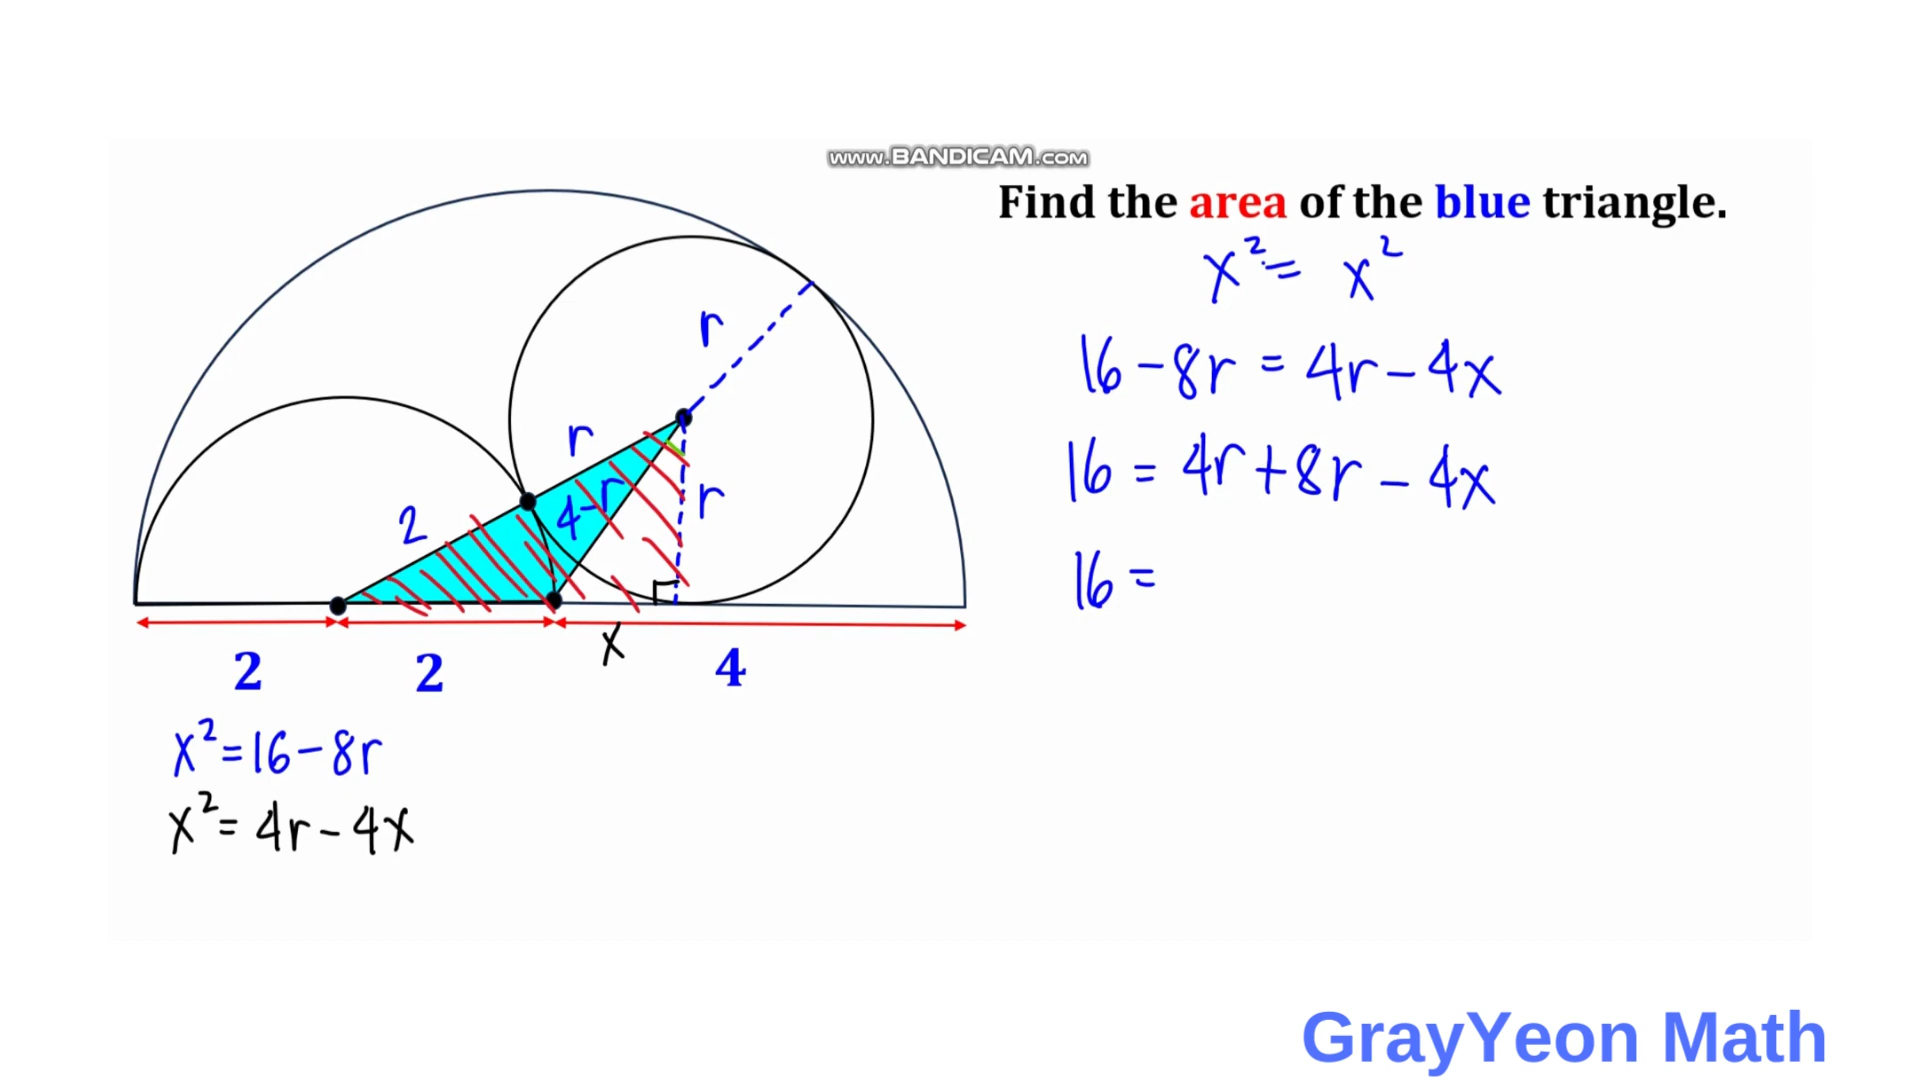 www.BANDICAM.com
Find the area of the blue triangle.
x² = x²
16 - 8r = 4r - 4x
16 = 4r + 8r - 4x
16 =
r
r
4-r
r
2
x
2
2
4
x² = 16 - 8r
x² = 4r - 4x
GrayYeon Math